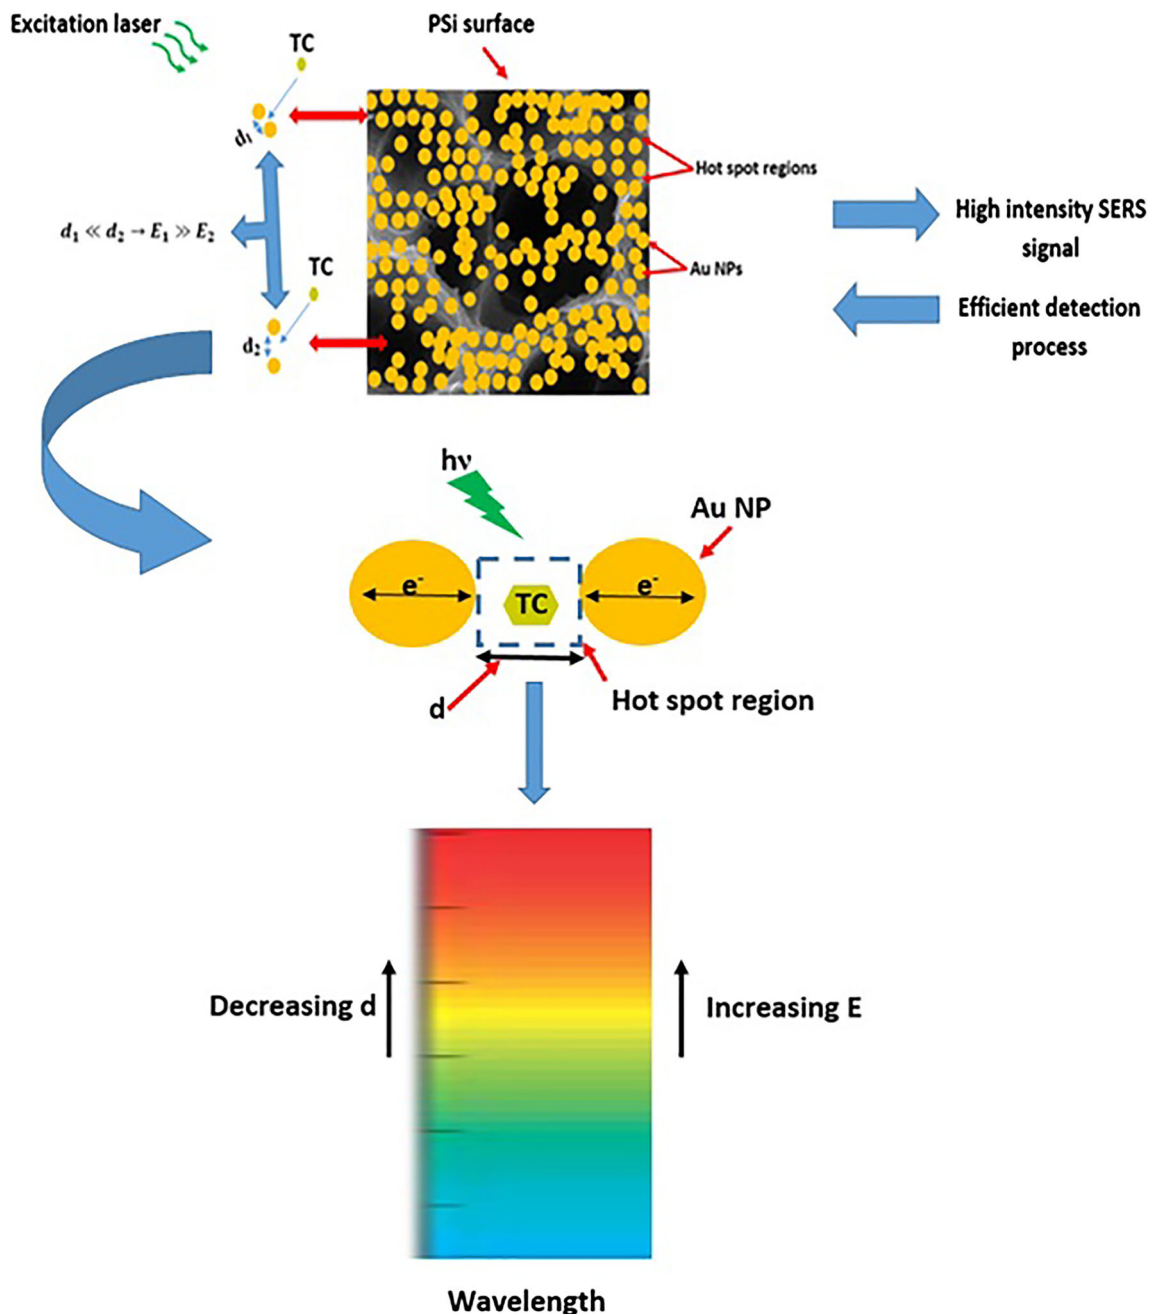 Excitation laser
PSi surface
TC
d₁
Hot spot regions
d₁ ≪ d₂ → E₁ ≫ E₂
High intensity SERS
signal
TC
Au NPs
d₂
Efficient detection
process
hν
Au NP
e⁻
TC
e⁻
d
Hot spot region
Decreasing d
Increasing E
Wavelength